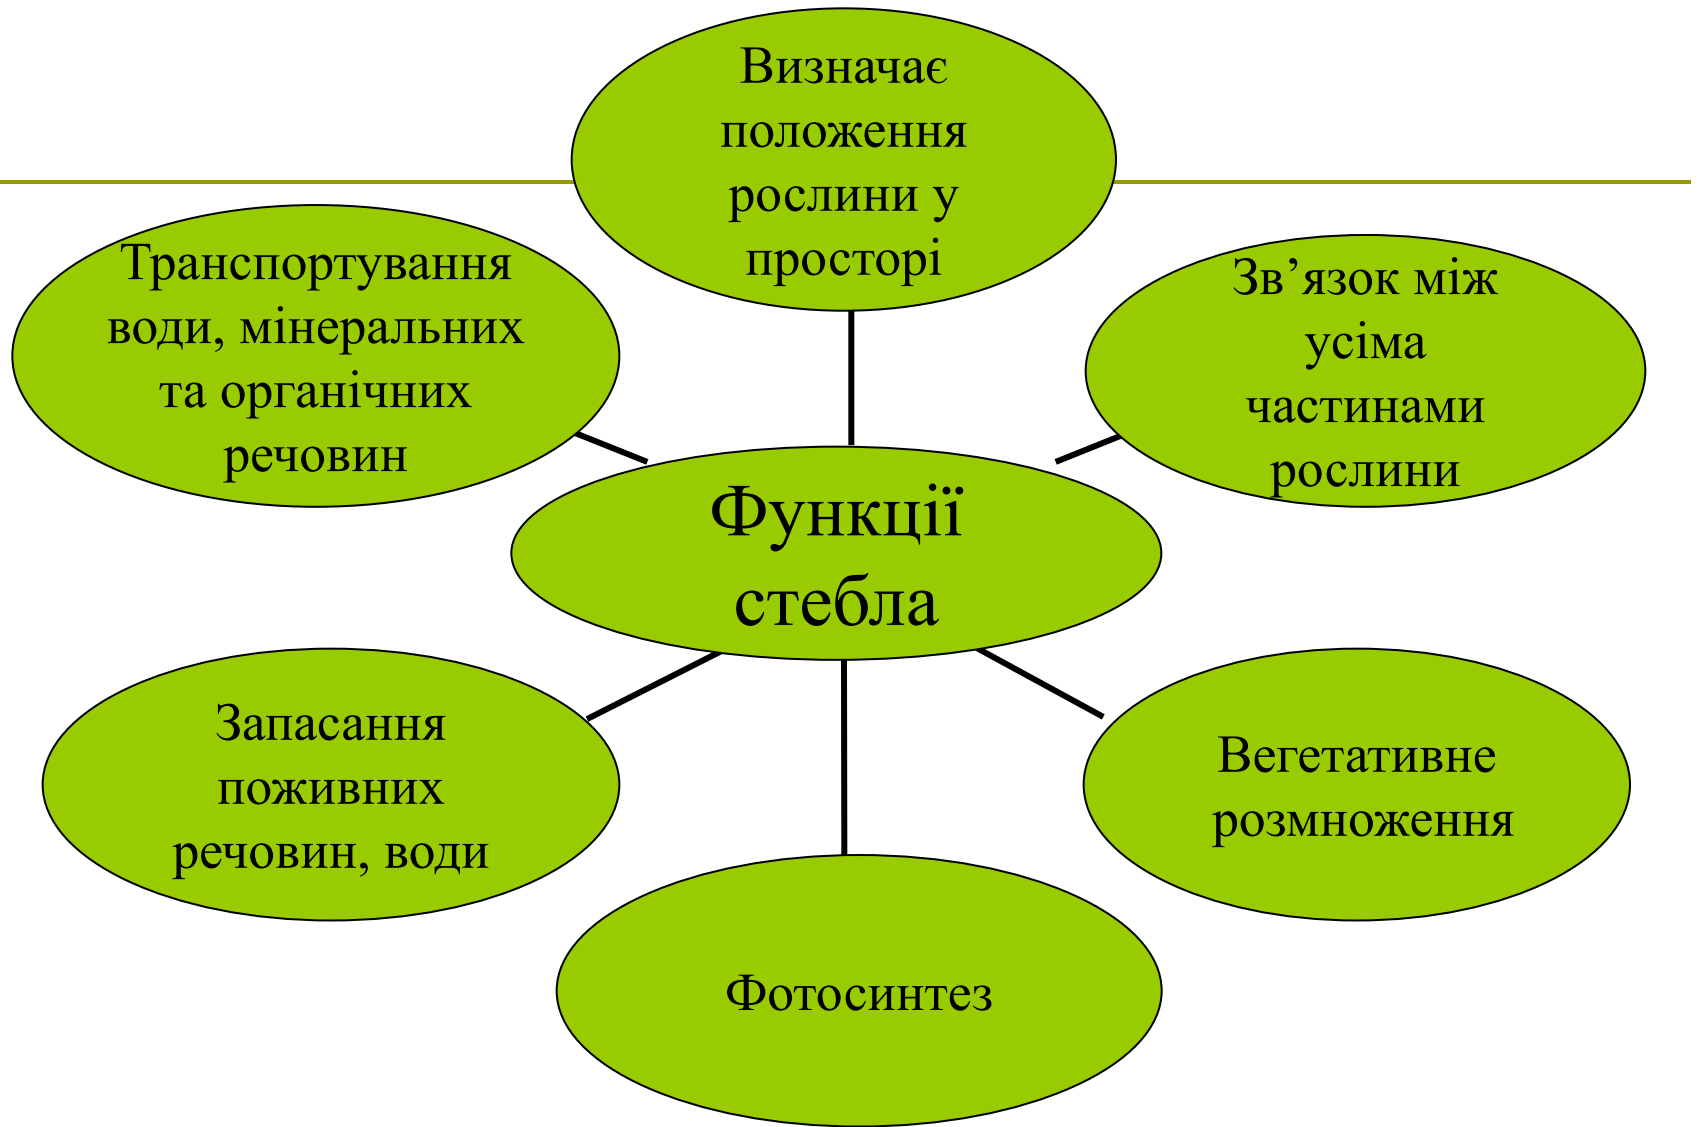 Визначає
положення
рослини у
просторі
Транспортування
води, мінеральних
та органічних
речовин
Зв’язок між
усіма
частинами
рослини
Функції
стебла
Запасання
поживних
речовин, води
Вегетативне
розмноження
Фотосинтез